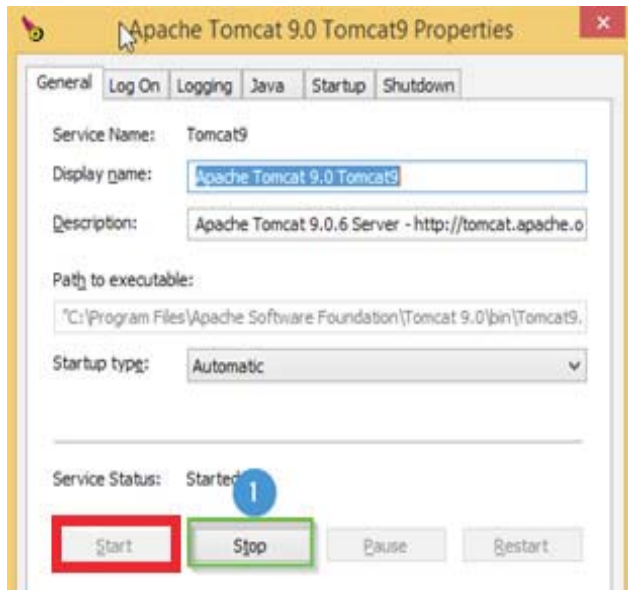 Apache Tomcat 9.0 Tomcat9 Properties
General Log On Logging Java Startup Shutdown
Service Name: Tomcat9
Display name: Apache Tomcat 9.0 Tomcat9
Description: Apache Tomcat 9.0.6 Server - http://tomcat.apache.o
Path to executable:
"C:\Program Files\Apache Software Foundation\Tomcat 9.0\bin\Tomcat9.
Startup type: Automatic
Service Status: Started
1
Start Stop Pause Restart